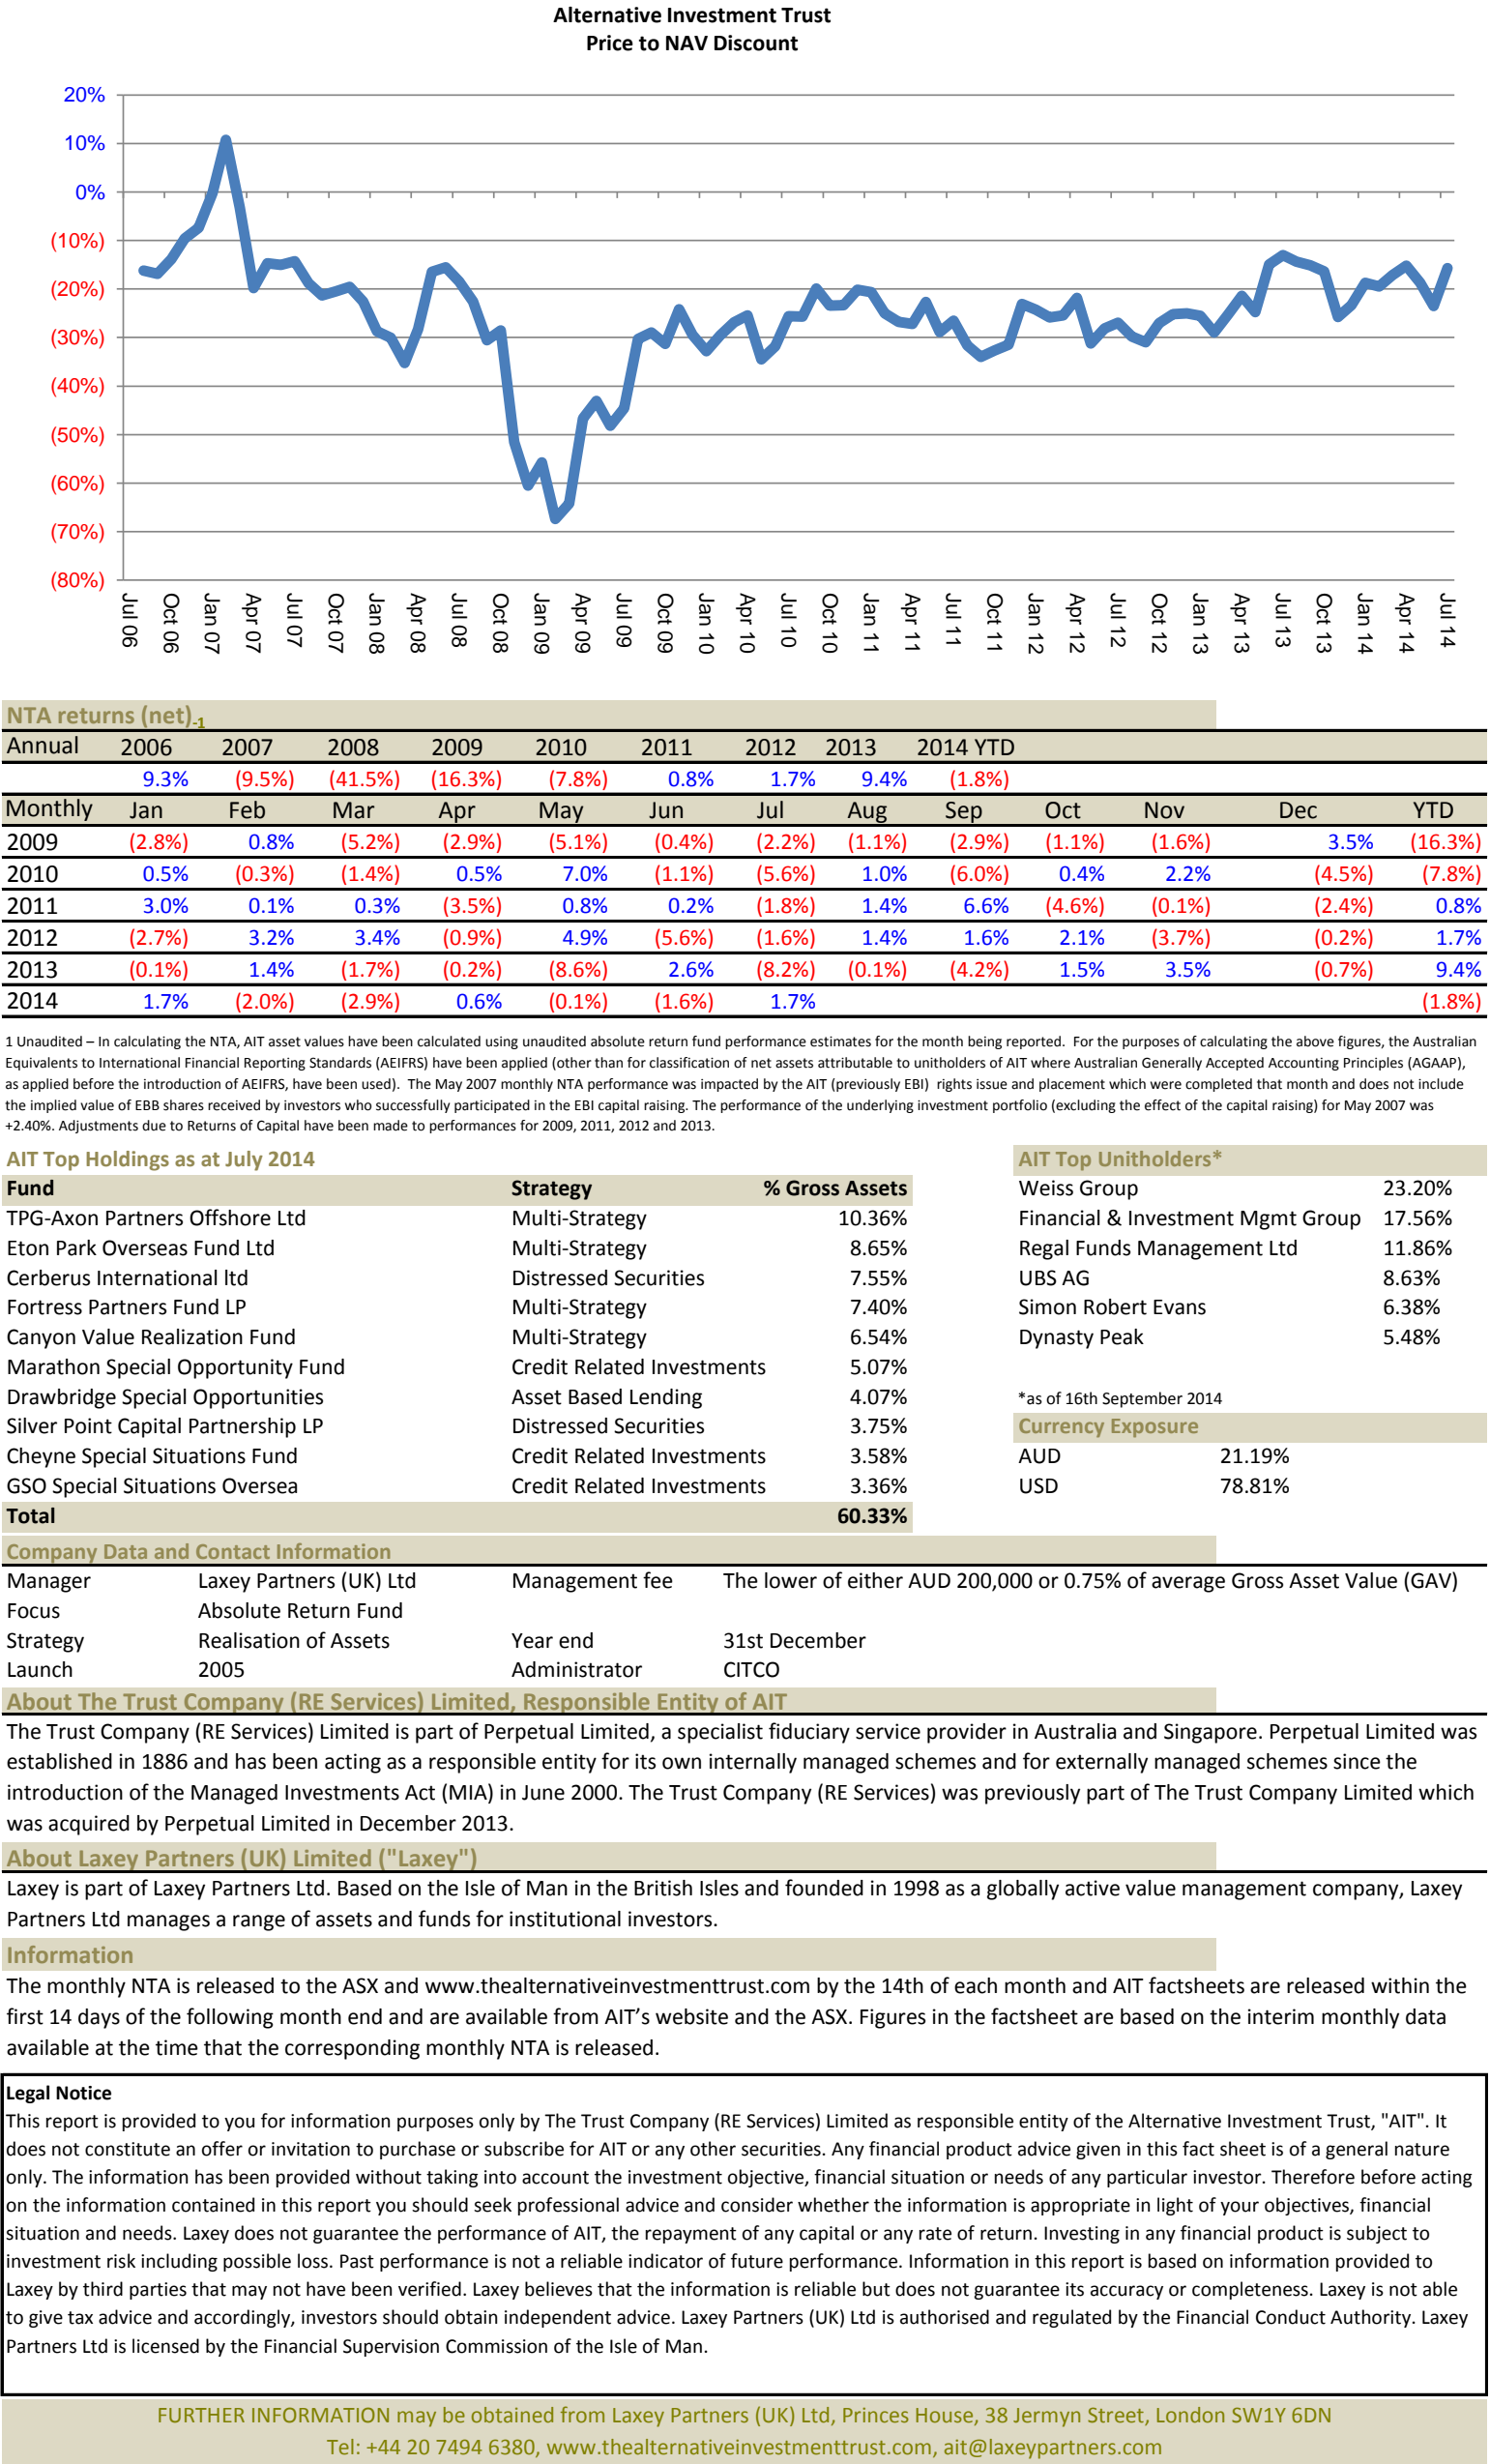 Alternative Investment Trust
Price to NAV Discount
20%
10%
0%
(10%)
(20%)
(30%)
(40%)
(50%)
(60%)
(70%)
(80%)
Jul 06 Oct 06 Jan 07 Apr 07 Jul 07 Oct 07 Jan 08 Apr 08 Jul 08 Oct 08 Jan 09 Apr 09 Jul 09 Oct 09 Jan 10 Apr 10 Jul 10 Oct 10 Jan 11 Apr 11 Jul 11 Oct 11 Jan 12 Apr 12 Jul 12 Oct 12 Jan 13 Apr 13 Jul 13 Oct 13 Jan 14 Apr 14 Jul 14
NTA returns (net)-1
Annual 2006 2007 2008 2009 2010 2011 2012 2013 2014 YTD
9.3% (9.5%) (41.5%) (16.3%) (7.8%) 0.8% 1.7% 9.4% (1.8%)
Monthly Jan Feb Mar Apr May Jun Jul Aug Sep Oct Nov Dec YTD
2009 (2.8%) 0.8% (5.2%) (2.9%) (5.1%) (0.4%) (2.2%) (1.1%) (2.9%) (1.1%) (1.6%) 3.5% (16.3%)
2010 0.5% (0.3%) (1.4%) 0.5% 7.0% (1.1%) (5.6%) 1.0% (6.0%) 0.4% 2.2% (4.5%) (7.8%)
2011 3.0% 0.1% 0.3% (3.5%) 0.8% 0.2% (1.8%) 1.4% 6.6% (4.6%) (0.1%) (2.4%) 0.8%
2012 (2.7%) 3.2% 3.4% (0.9%) 4.9% (5.6%) (1.6%) 1.4% 1.6% 2.1% (3.7%) (0.2%) 1.7%
2013 (0.1%) 1.4% (1.7%) (0.2%) (8.6%) 2.6% (8.2%) (0.1%) (4.2%) 1.5% 3.5% (0.7%) 9.4%
2014 1.7% (2.0%) (2.9%) 0.6% (0.1%) (1.6%) 1.7% (1.8%)
1 Unaudited – In calculating the NTA, AIT asset values have been calculated using unaudited absolute return fund performance estimates for the month being reported. For the purposes of calculating the above figures, the Australian
Equivalents to International Financial Reporting Standards (AEIFRS) have been applied (other than for classification of net assets attributable to unitholders of AIT where Australian Generally Accepted Accounting Principles (AGAAP),
as applied before the introduction of AEIFRS, have been used). The May 2007 monthly NTA performance was impacted by the AIT (previously EBI) rights issue and placement which were completed that month and does not include
the implied value of EBB shares received by investors who successfully participated in the EBI capital raising. The performance of the underlying investment portfolio (excluding the effect of the capital raising) for May 2007 was
+2.40%. Adjustments due to Returns of Capital have been made to performances for 2009, 2011, 2012 and 2013.
AIT Top Holdings as at July 2014
Fund Strategy % Gross Assets
TPG-Axon Partners Offshore Ltd Multi-Strategy 10.36%
Eton Park Overseas Fund Ltd Multi-Strategy 8.65%
Cerberus International ltd Distressed Securities 7.55%
Fortress Partners Fund LP Multi-Strategy 7.40%
Canyon Value Realization Fund Multi-Strategy 6.54%
Marathon Special Opportunity Fund Credit Related Investments 5.07%
Drawbridge Special Opportunities Asset Based Lending 4.07%
Silver Point Capital Partnership LP Distressed Securities 3.75%
Cheyne Special Situations Fund Credit Related Investments 3.58%
GSO Special Situations Oversea Credit Related Investments 3.36%
Total 60.33%
AIT Top Unitholders*
Weiss Group 23.20%
Financial & Investment Mgmt Group 17.56%
Regal Funds Management Ltd 11.86%
UBS AG 8.63%
Simon Robert Evans 6.38%
Dynasty Peak 5.48%
*as of 16th September 2014
Currency Exposure
AUD 21.19%
USD 78.81%
Company Data and Contact Information
Manager Laxey Partners (UK) Ltd Management fee The lower of either AUD 200,000 or 0.75% of average Gross Asset Value (GAV)
Focus Absolute Return Fund
Strategy Realisation of Assets Year end 31st December
Launch 2005 Administrator CITCO
About The Trust Company (RE Services) Limited, Responsible Entity of AIT
The Trust Company (RE Services) Limited is part of Perpetual Limited, a specialist fiduciary service provider in Australia and Singapore. Perpetual Limited was
established in 1886 and has been acting as a responsible entity for its own internally managed schemes and for externally managed schemes since the
introduction of the Managed Investments Act (MIA) in June 2000. The Trust Company (RE Services) was previously part of The Trust Company Limited which
was acquired by Perpetual Limited in December 2013.
About Laxey Partners (UK) Limited ("Laxey")
Laxey is part of Laxey Partners Ltd. Based on the Isle of Man in the British Isles and founded in 1998 as a globally active value management company, Laxey
Partners Ltd manages a range of assets and funds for institutional investors.
Information
The monthly NTA is released to the ASX and www.thealternativeinvestmenttrust.com by the 14th of each month and AIT factsheets are released within the
first 14 days of the following month end and are available from AIT’s website and the ASX. Figures in the factsheet are based on the interim monthly data
available at the time that the corresponding monthly NTA is released.
Legal Notice
This report is provided to you for information purposes only by The Trust Company (RE Services) Limited as responsible entity of the Alternative Investment Trust, "AIT". It
does not constitute an offer or invitation to purchase or subscribe for AIT or any other securities. Any financial product advice given in this fact sheet is of a general nature
only. The information has been provided without taking into account the investment objective, financial situation or needs of any particular investor. Therefore before acting
on the information contained in this report you should seek professional advice and consider whether the information is appropriate in light of your objectives, financial
situation and needs. Laxey does not guarantee the performance of AIT, the repayment of any capital or any rate of return. Investing in any financial product is subject to
investment risk including possible loss. Past performance is not a reliable indicator of future performance. Information in this report is based on information provided to
Laxey by third parties that may not have been verified. Laxey believes that the information is reliable but does not guarantee its accuracy or completeness. Laxey is not able
to give tax advice and accordingly, investors should obtain independent advice. Laxey Partners (UK) Ltd is authorised and regulated by the Financial Conduct Authority. Laxey
Partners Ltd is licensed by the Financial Supervision Commission of the Isle of Man.
FURTHER INFORMATION may be obtained from Laxey Partners (UK) Ltd, Princes House, 38 Jermyn Street, London SW1Y 6DN
Tel: +44 20 7494 6380, www.thealternativeinvestmenttrust.com, ait@laxeypartners.com